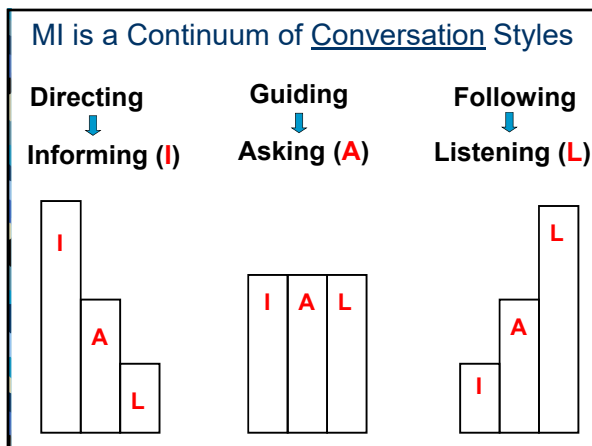 MI is a Continuum of Conversation Styles
Directing Guiding Following
Informing (I) Asking (A) Listening (L)
I
A
L
I A L
I
A
L